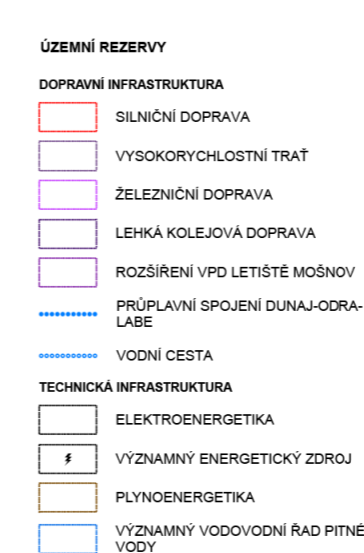 ÚZEMNÍ REZERVY
DOPRAVNÍ INFRASTRUKTURA
SILNIČNÍ DOPRAVA
VYSOKORYCHLOSTNÍ TRAŤ
ŽELEZNIČNÍ DOPRAVA
LEHKÁ KOLEJOVÁ DOPRAVA
ROZŠÍŘENÍ VPD LETIŠTĚ MOŠNOV
PRŮPLAVNÍ SPOJENÍ DUNAJ-ODRA-
LABE
VODNÍ CESTA
TECHNICKÁ INFRASTRUKTURA
ELEKTROENERGETIKA
VÝZNAMNÝ ENERGETICKÝ ZDROJ
PLYNOENERGETIKA
VÝZNAMNÝ VODOVODNÍ ŘAD PITNÉ
VODY